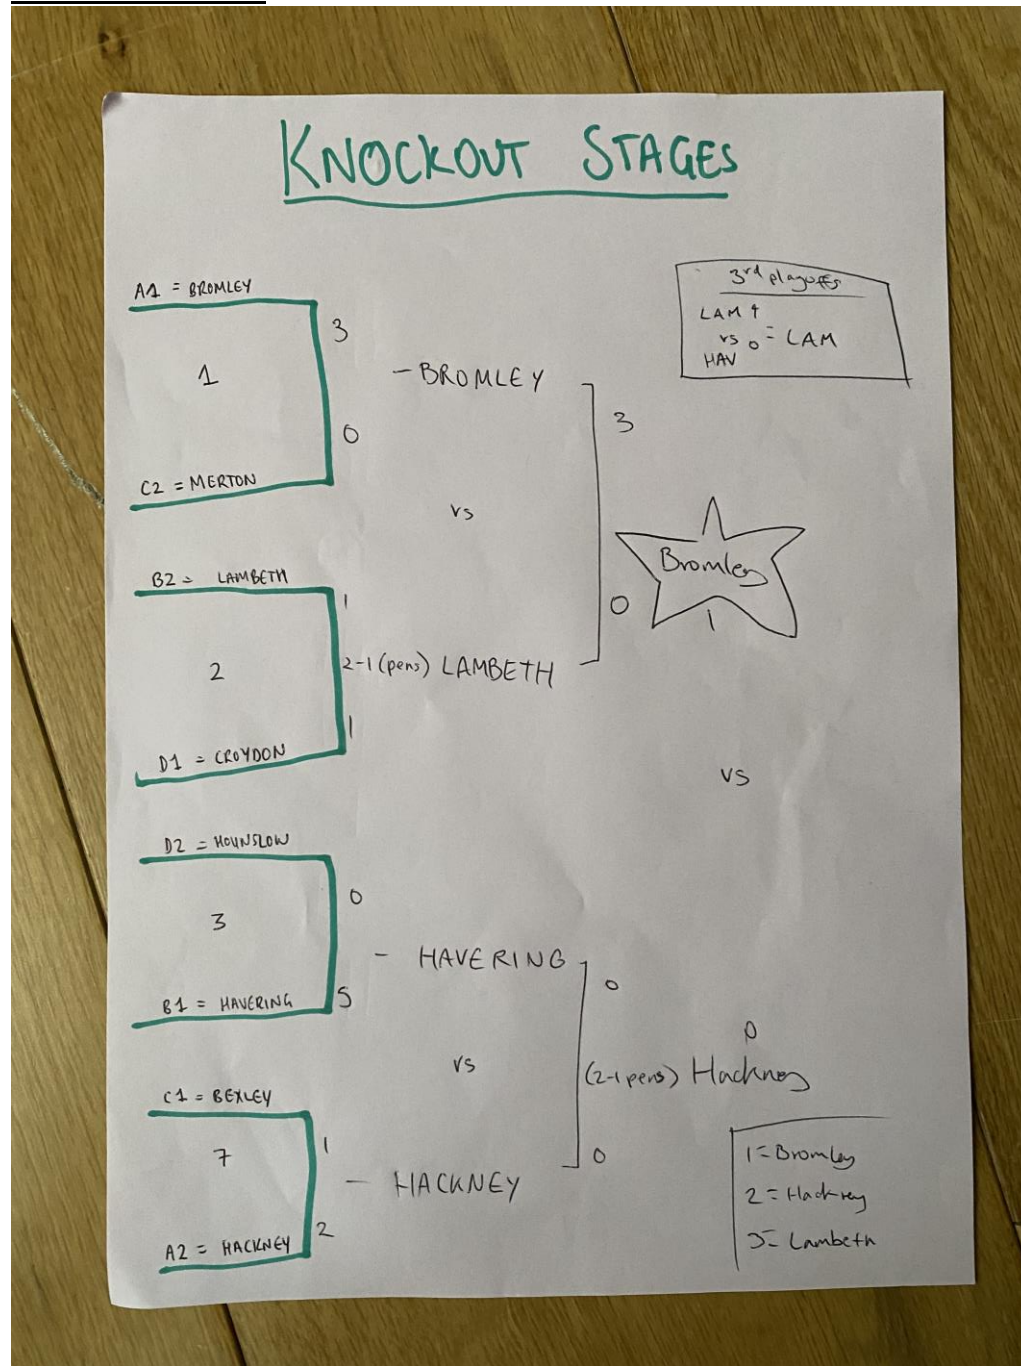 KNOCKOUT STAGES
3rd playoffs
LAM 4
vs 0 = LAM
HAV
A1 = BROMLEY
3
1
0
C2 = MERTON
- BROMLEY
3
vs
B2 = LAMBETH
1
2
2-1 (pens) LAMBETH
1
D1 = CROYDON
0
Bromley
1
vs
D2 = HOUNSLOW
0
3
5
B1 = HAVERING
- HAVERING
0
vs
C1 = BEXLEY
1
7
2
A2 = HACKNEY
- HACKNEY
0
0
(2-1 pens) Hackney
1 = Bromley
2 = Hackney
3 = Lambeth